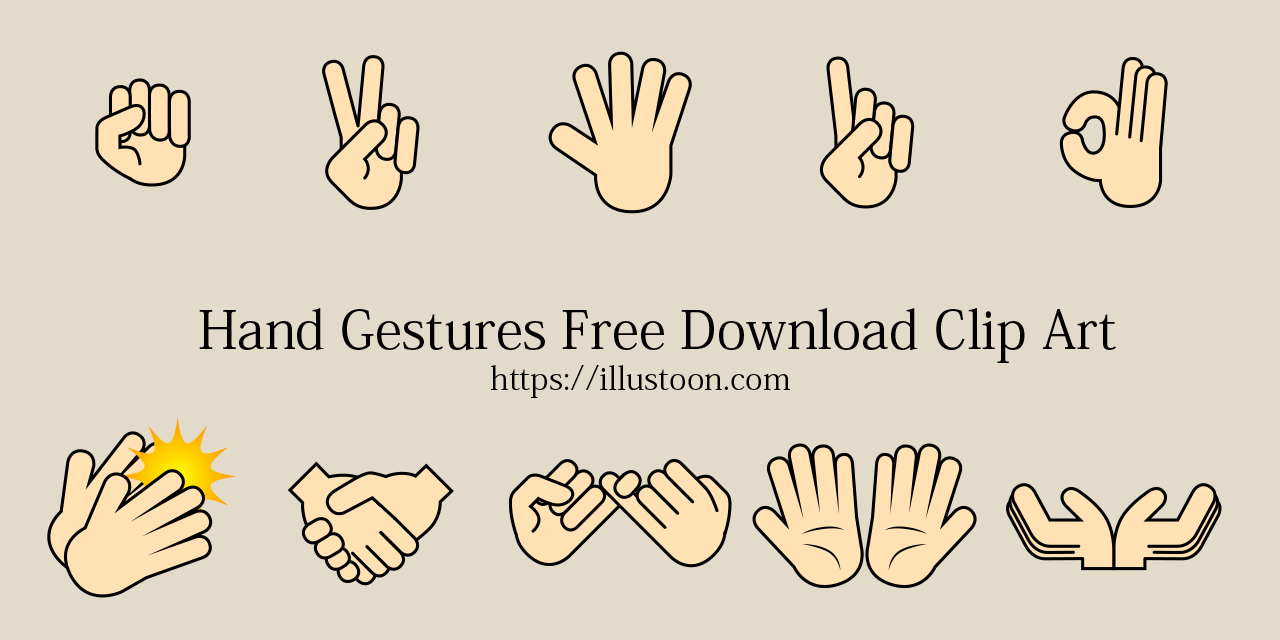 Hand Gestures Free Download Clip Art
https://illustoon.com